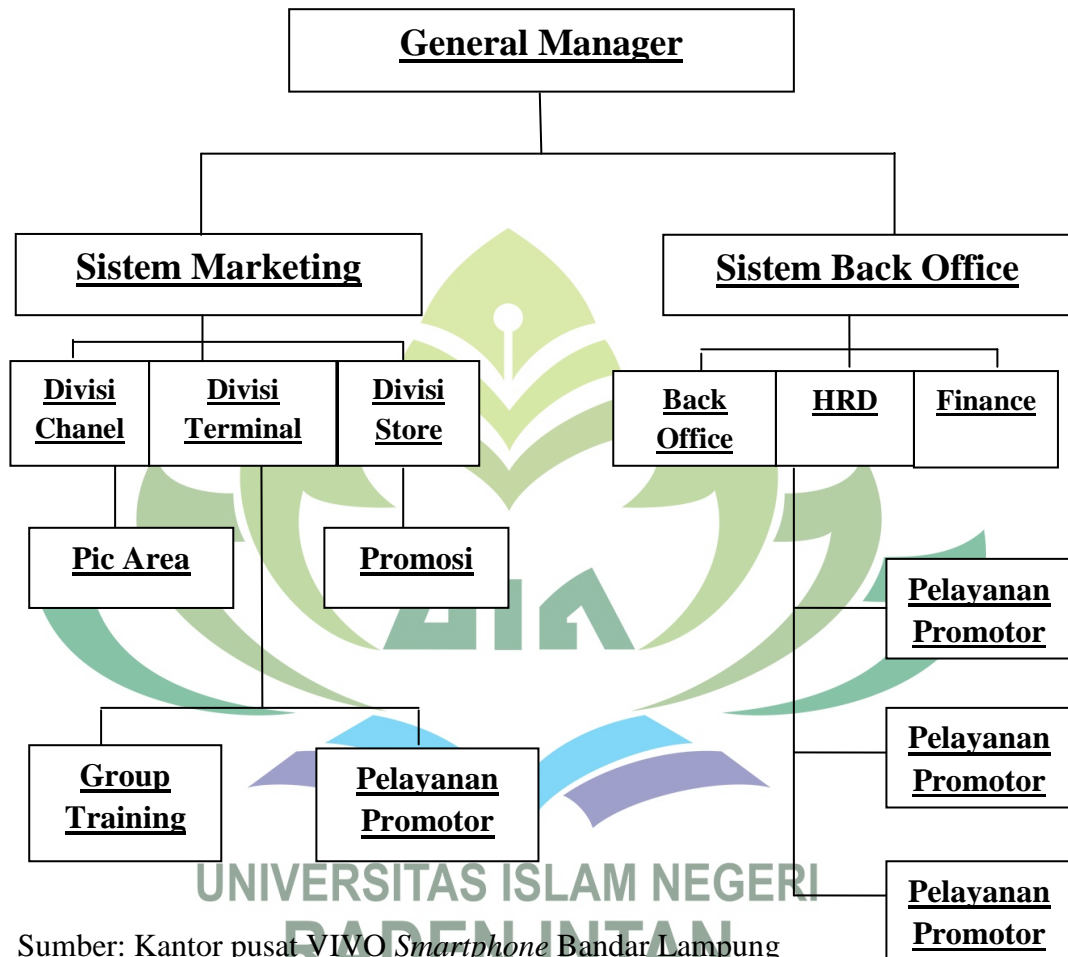 General Manager
Sistem Marketing
Sistem Back Office
Divisi
Chanel
Divisi
Terminal
Divisi
Store
Back
Office
HRD
Finance
Pic Area
Promosi
Pelayanan
Promotor
Pelayanan
Promotor
Group
Training
Pelayanan
Promotor
UNIVERSITAS ISLAM NEGERI
RADEN INTAN
Pelayanan
Promotor
Sumber: Kantor pusat VIVO Smartphone Bandar Lampung